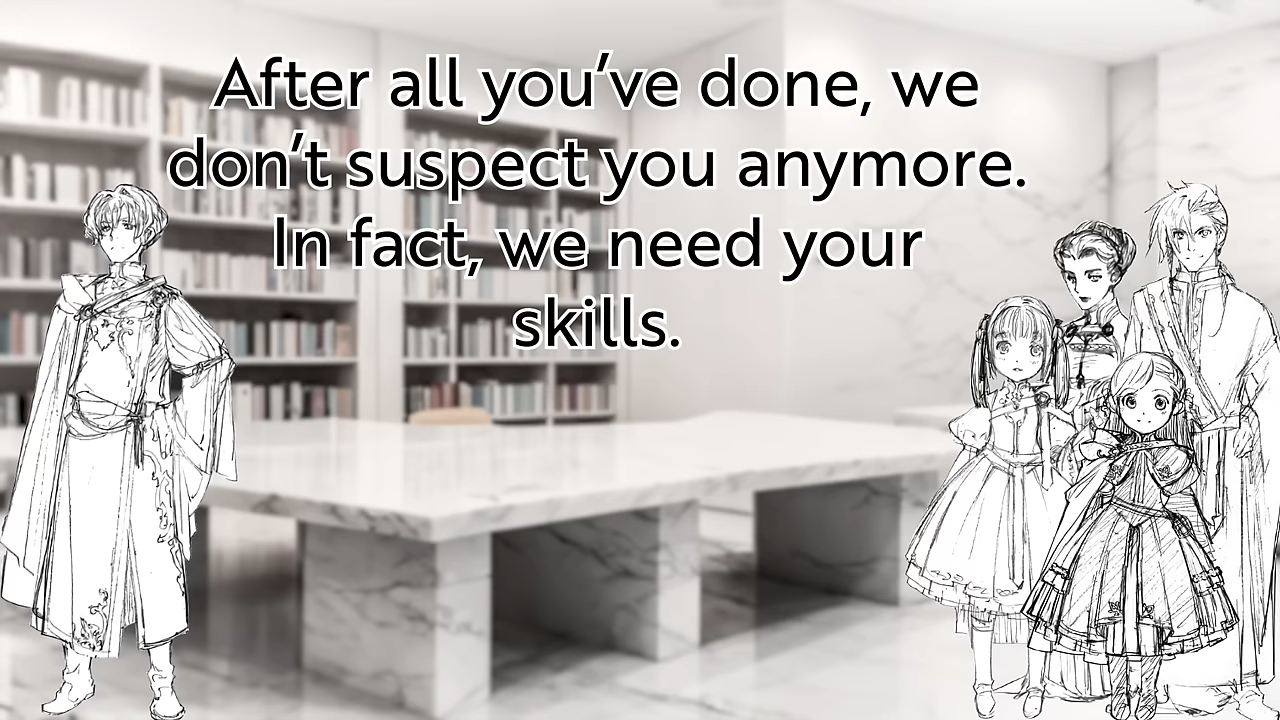 After all you’ve done, we
don’t suspect you anymore.
In fact, we need your
skills.